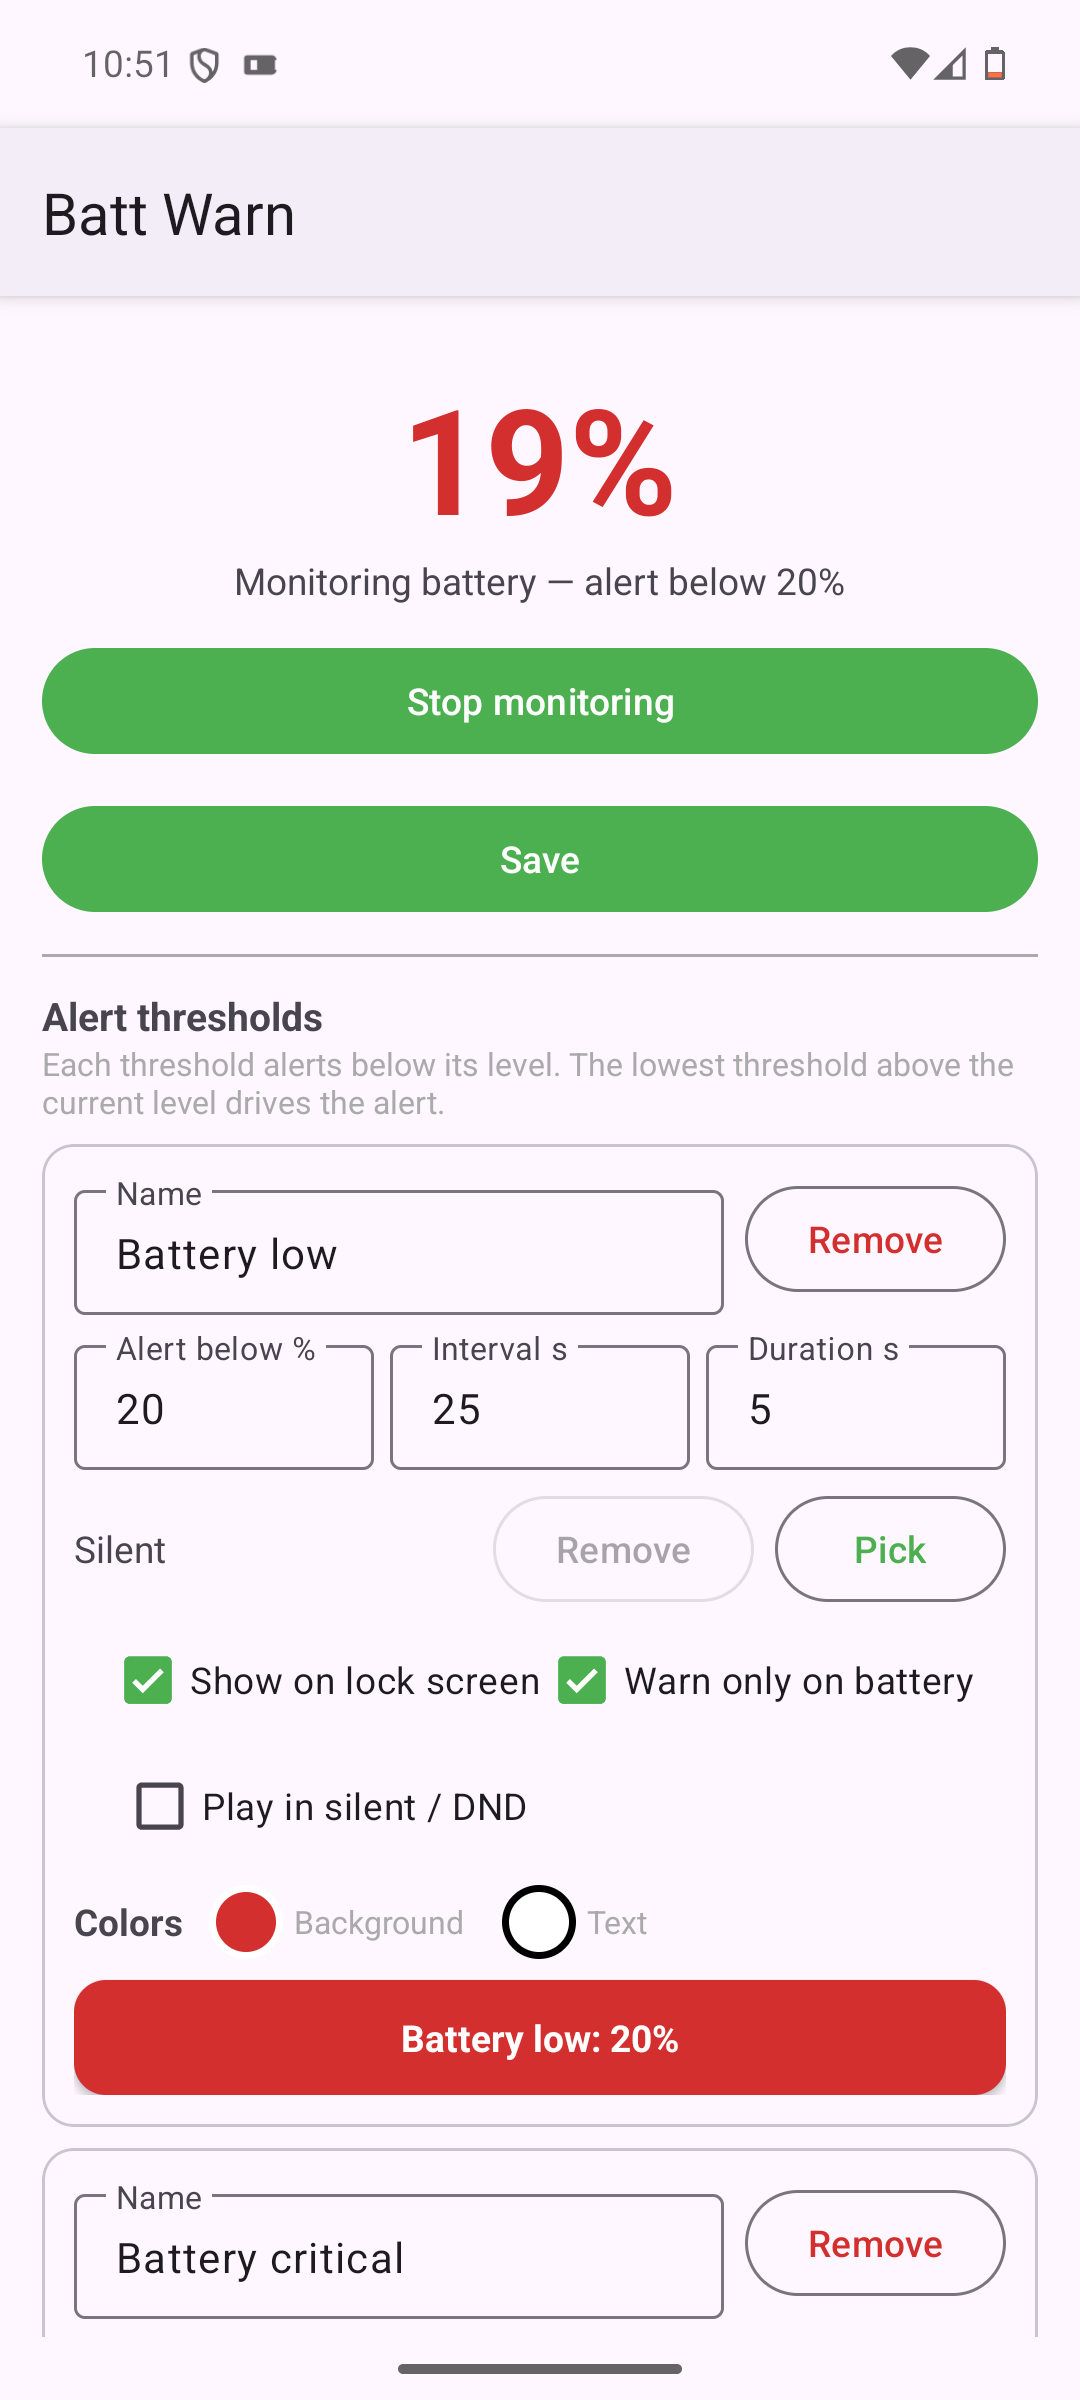 10:51
Batt Warn
19%
Monitoring battery — alert below 20%
Stop monitoring
Save
Alert thresholds
Each threshold alerts below its level. The lowest threshold above the
current level drives the alert.
Name
Battery low
Remove
Alert below % Interval s Duration s
20 25 5
Silent Remove Pick
Show on lock screen Warn only on battery
Play in silent / DND
Colors Background Text
Battery low: 20%
Name
Battery critical
Remove